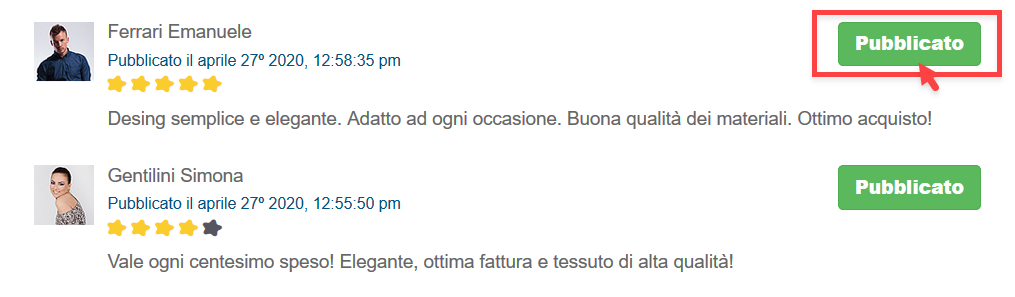 Ferrari Emanuele
Pubblicato
Pubblicato il aprile 27º 2020, 12:58:35 pm
Desing semplice e elegante. Adatto ad ogni occasione. Buona qualità dei materiali. Ottimo acquisto!
Gentilini Simona
Pubblicato
Pubblicato il aprile 27º 2020, 12:55:50 pm
Vale ogni centesimo speso! Elegante, ottima fattura e tessuto di alta qualità!